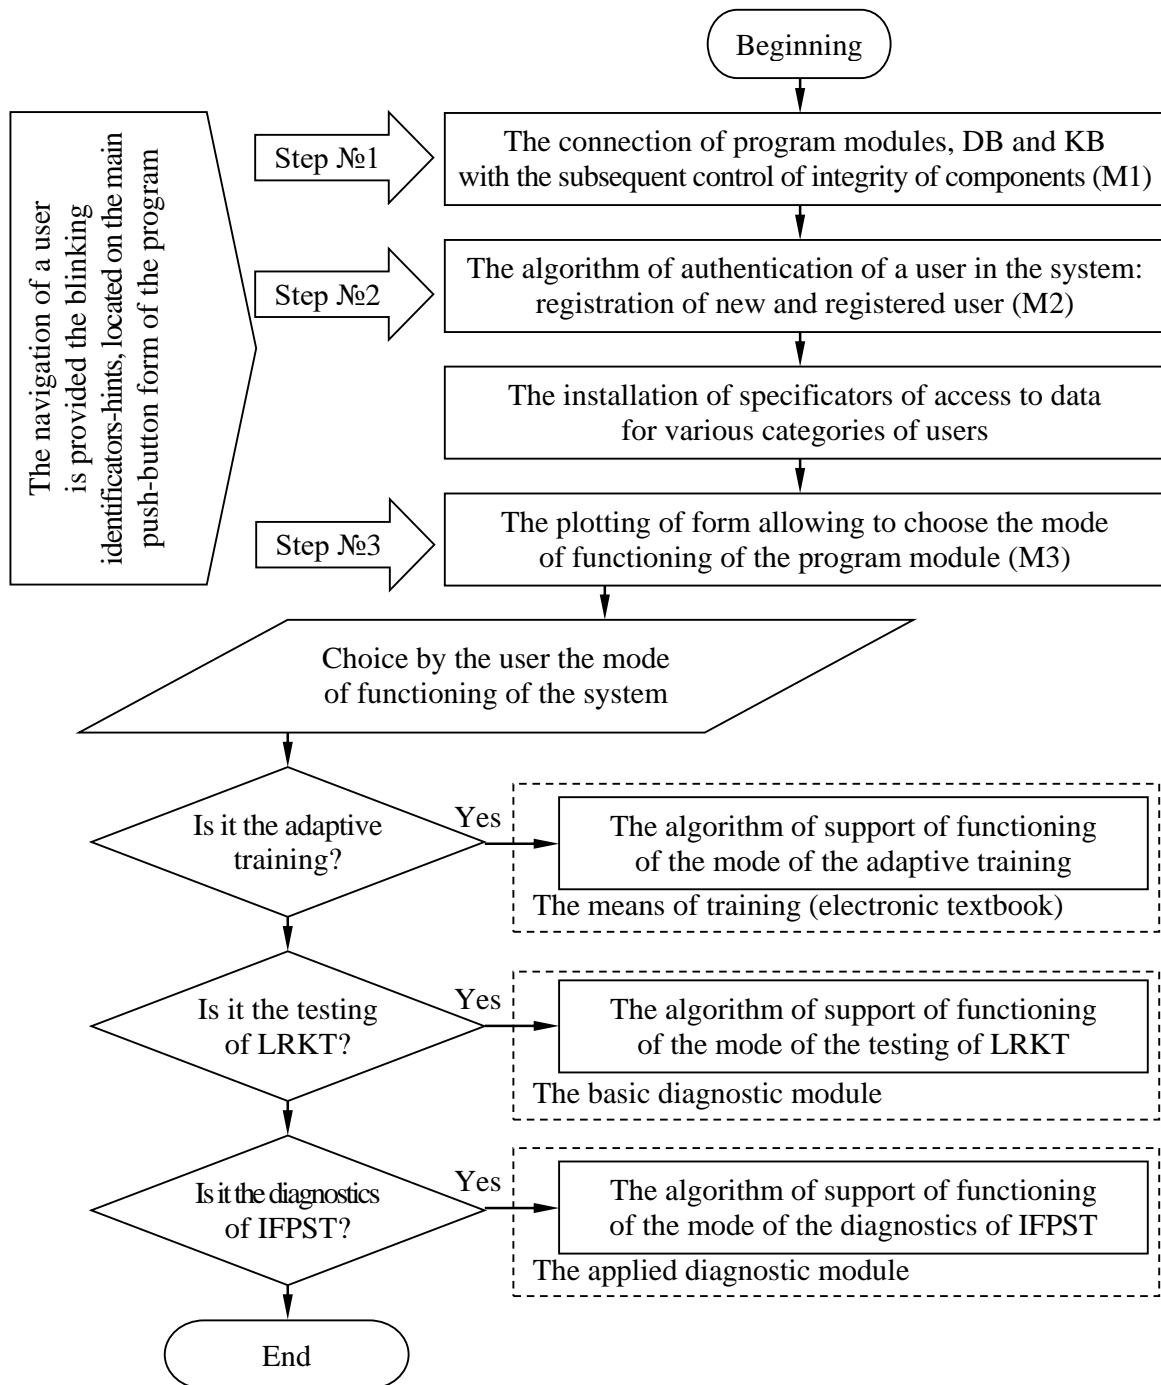 Beginning
The navigation of a user
is provided the blinking
identificators-hints, located on the main
push-button form of the program
Step №1
The connection of program modules, DB and KB
with the subsequent control of integrity of components (M1)
Step №2
The algorithm of authentication of a user in the system:
registration of new and registered user (M2)
The installation of specificators of access to data
for various categories of users
Step №3
The plotting of form allowing to choose the mode
of functioning of the program module (M3)
Choice by the user the mode
of functioning of the system
Is it the adaptive
training?
Yes
The algorithm of support of functioning
of the mode of the adaptive training
The means of training (electronic textbook)
Is it the testing
of LRKT?
Yes
The algorithm of support of functioning
of the mode of the testing of LRKT
The basic diagnostic module
Is it the diagnostics
of IFPST?
Yes
The algorithm of support of functioning
of the mode of the diagnostics of IFPST
The applied diagnostic module
End